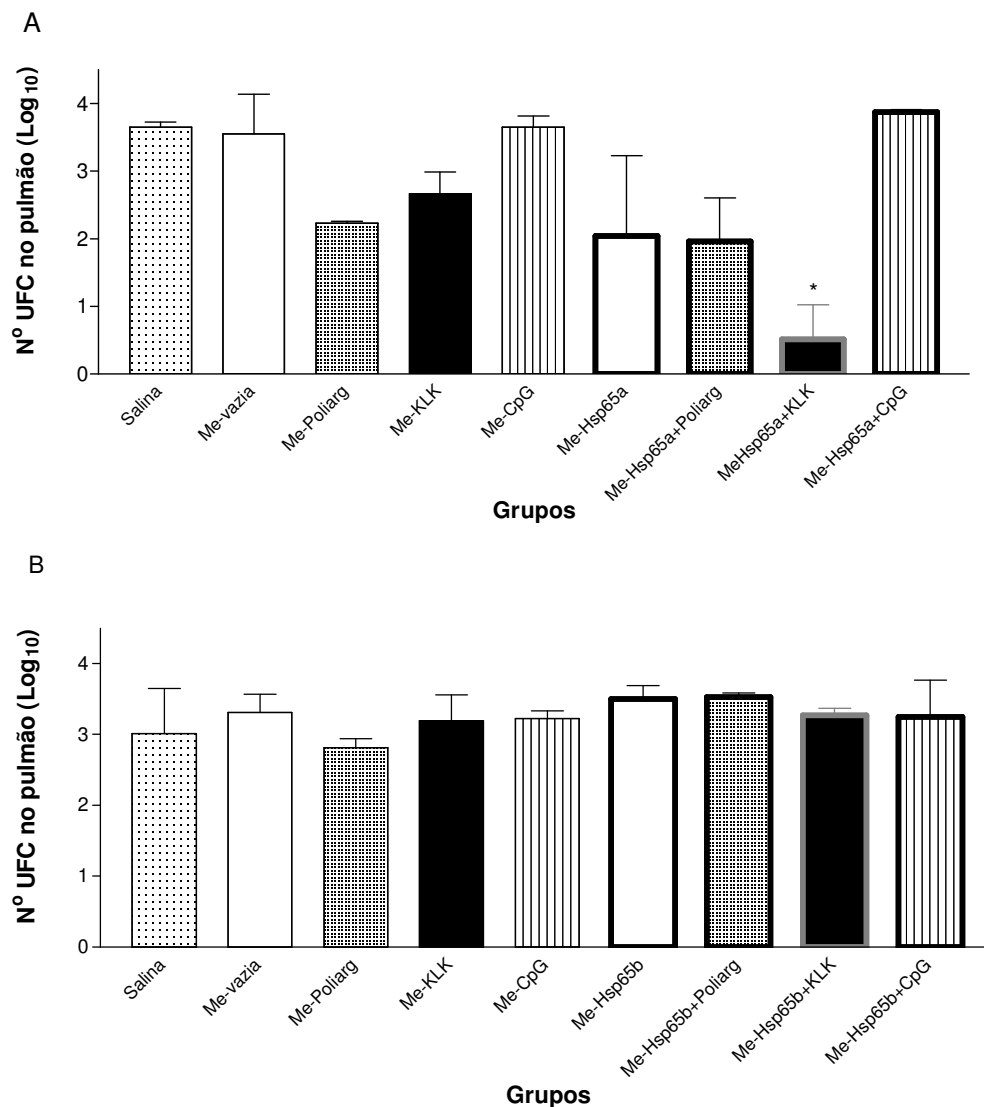 A
Nº UFC no pulmão (Log10)
4
3
2
1
0
*
Salina
Me-vazia
Me-Poliarg
Me-KLK
Me-CpG
Me-Hsp65a
Me-Hsp65a+Poliarg
MeHsp65a+KLK
Me-Hsp65a+CpG
Grupos
B
Nº UFC no pulmão (Log10)
4
3
2
1
0
Salina
Me-vazia
Me-Poliarg
Me-KLK
Me-CpG
Me-Hsp65b
Me-Hsp65b+Poliarg
Me-Hsp65b+KLK
Me-Hsp65b+CpG
Grupos